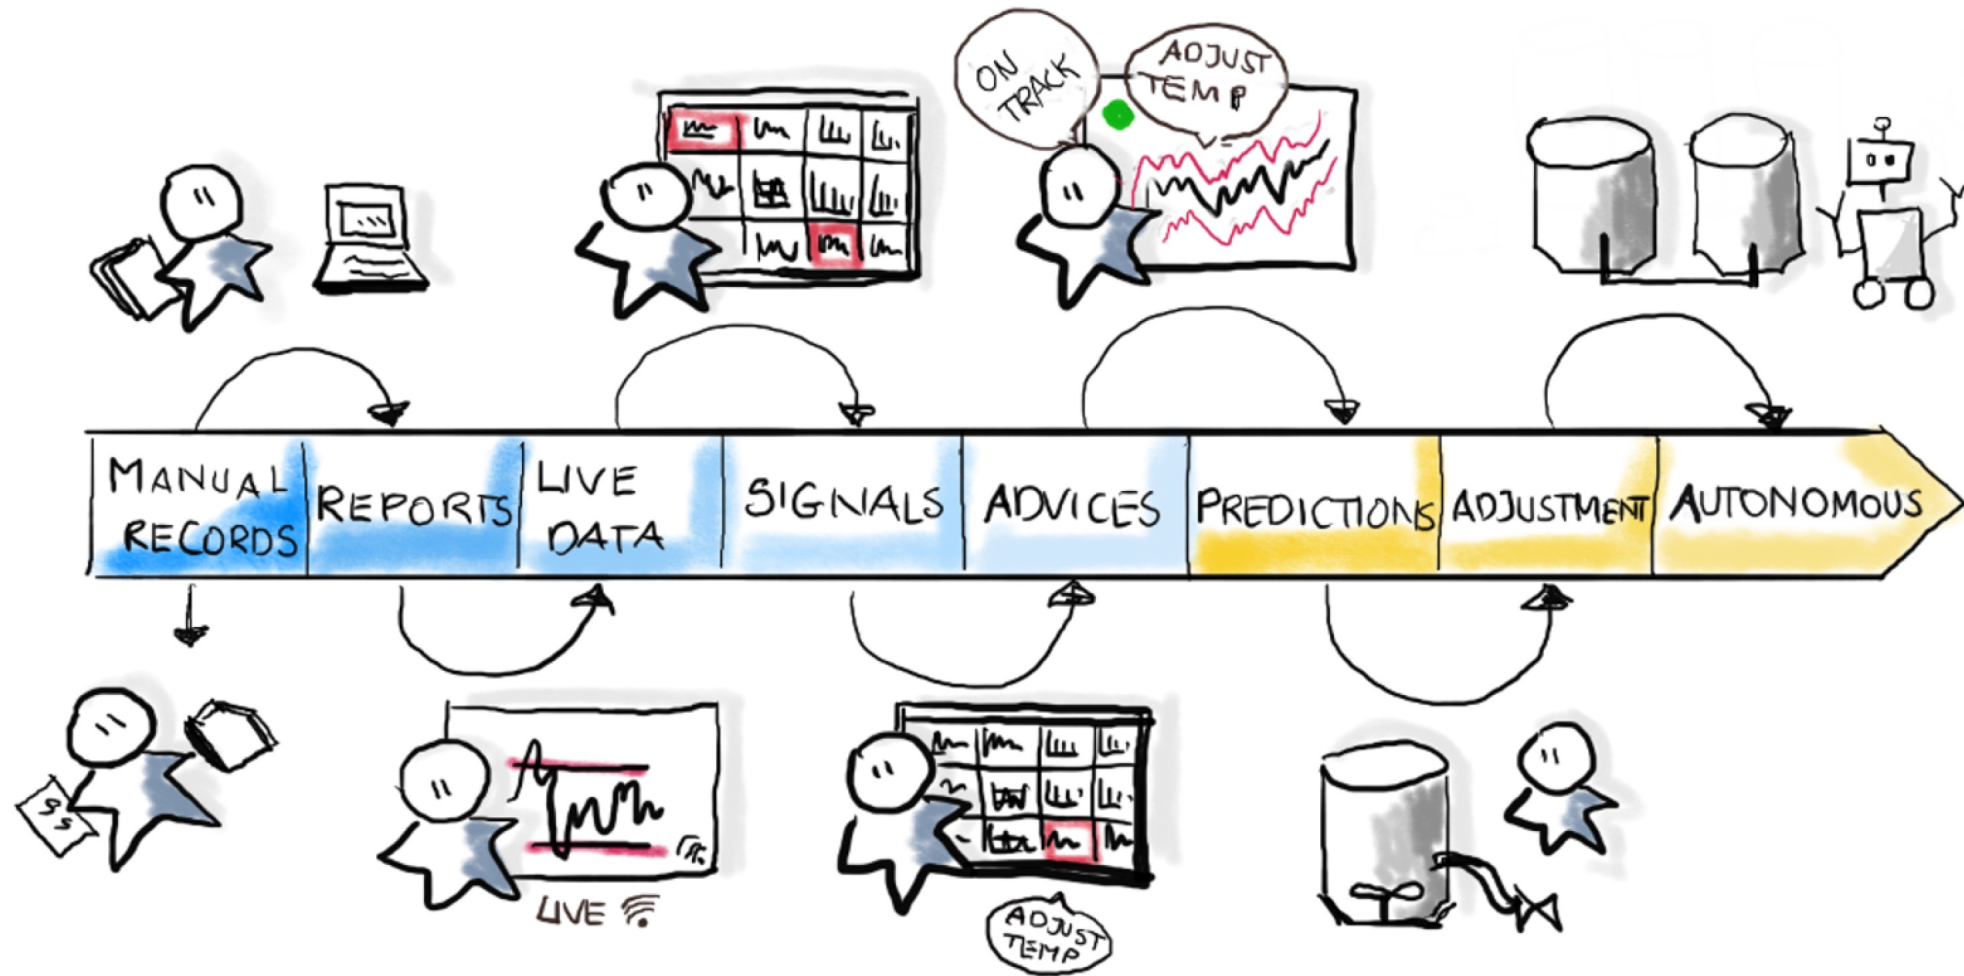 ON
TRACK
ADJUST
TEMP
MANUAL
RECORDS
REPORTS
LIVE
DATA
SIGNALS
ADVICES
PREDICTIONS
ADJUSTMENT
AUTONOMOUS
LIVE
ADJUST
TEMP